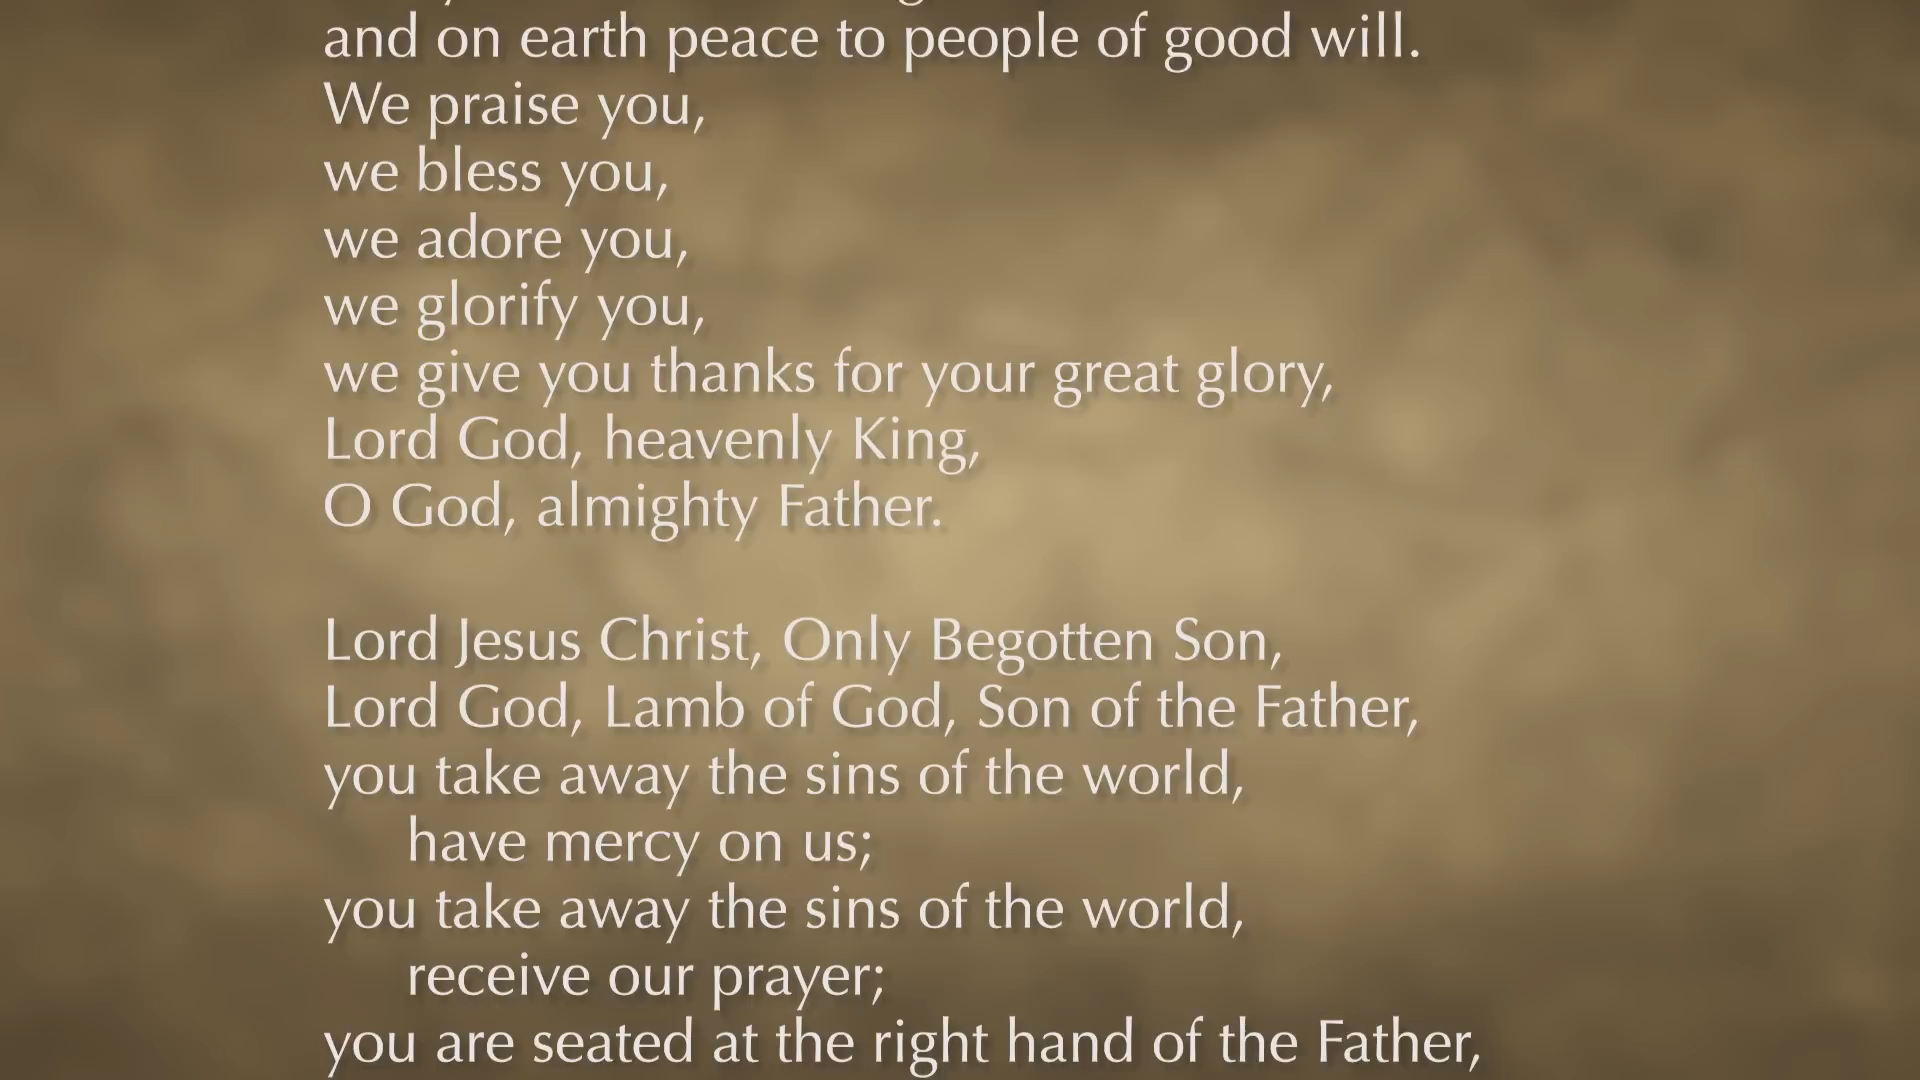 and on earth peace to people of good will.
We praise you,
we bless you,
we adore you,
we glorify you,
we give you thanks for your great glory,
Lord God, heavenly King,
O God, almighty Father.
Lord Jesus Christ, Only Begotten Son,
Lord God, Lamb of God, Son of the Father,
you take away the sins of the world,
have mercy on us;
you take away the sins of the world,
receive our prayer;
you are seated at the right hand of the Father,